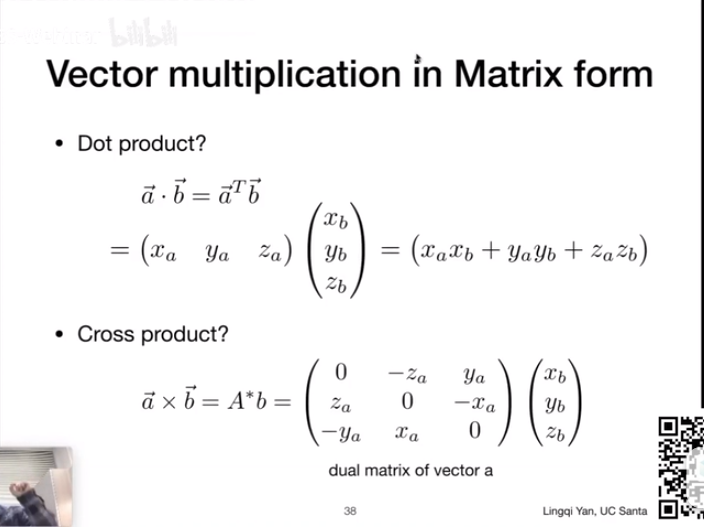 bilibili
Vector multiplication in Matrix form
• Dot product?
$\vec{a} \cdot \vec{b} = \vec{a}^T \vec{b}$
$= \begin{pmatrix} x_a & y_a & z_a \end{pmatrix} \begin{pmatrix} x_b \\ y_b \\ z_b \end{pmatrix} = \begin{pmatrix} x_a x_b + y_a y_b + z_a z_b \end{pmatrix}$
• Cross product?
$\vec{a} \times \vec{b} = A^* b = \begin{pmatrix} 0 & -z_a & y_a \\ z_a & 0 & -x_a \\ -y_a & x_a & 0 \end{pmatrix} \begin{pmatrix} x_b \\ y_b \\ z_b \end{pmatrix}$
dual matrix of vector a
38
Lingqi Yan, UC Santa